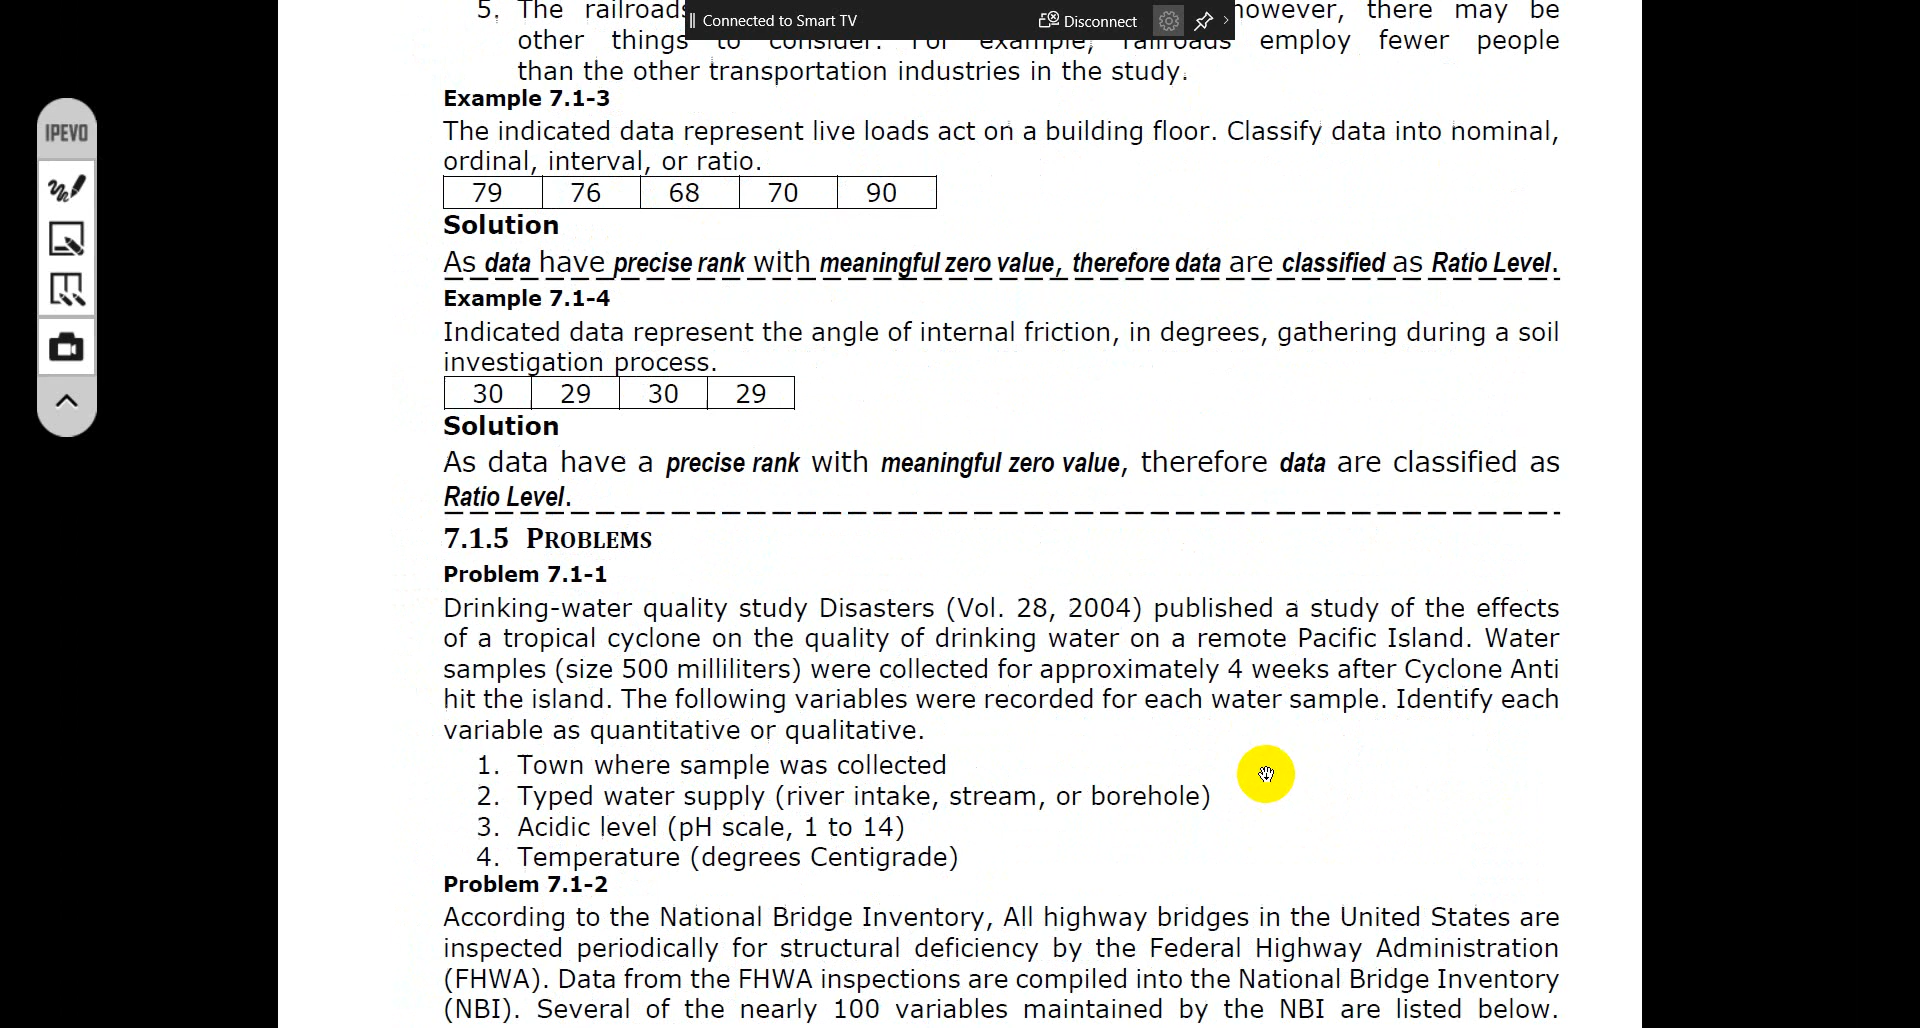 5. The railroads however, there may be
Connected to Smart TV Disconnect
other things to consider. For example, railroads employ fewer people
than the other transportation industries in the study.
IPEVO
Example 7.1-3
The indicated data represent live loads act on a building floor. Classify data into nominal,
ordinal, interval, or ratio.
79 76 68 70 90
Solution
As data have precise rank with meaningful zero value, therefore data are classified as Ratio Level.
Example 7.1-4
Indicated data represent the angle of internal friction, in degrees, gathering during a soil
investigation process.
30 29 30 29
Solution
As data have a precise rank with meaningful zero value, therefore data are classified as
Ratio Level.
7.1.5 PROBLEMS
Problem 7.1-1
Drinking-water quality study Disasters (Vol. 28, 2004) published a study of the effects
of a tropical cyclone on the quality of drinking water on a remote Pacific Island. Water
samples (size 500 milliliters) were collected for approximately 4 weeks after Cyclone Anti
hit the island. The following variables were recorded for each water sample. Identify each
variable as quantitative or qualitative.
1. Town where sample was collected
2. Typed water supply (river intake, stream, or borehole)
3. Acidic level (pH scale, 1 to 14)
4. Temperature (degrees Centigrade)
Problem 7.1-2
According to the National Bridge Inventory, All highway bridges in the United States are
inspected periodically for structural deficiency by the Federal Highway Administration
(FHWA). Data from the FHWA inspections are compiled into the National Bridge Inventory
(NBI). Several of the nearly 100 variables maintained by the NBI are listed below.